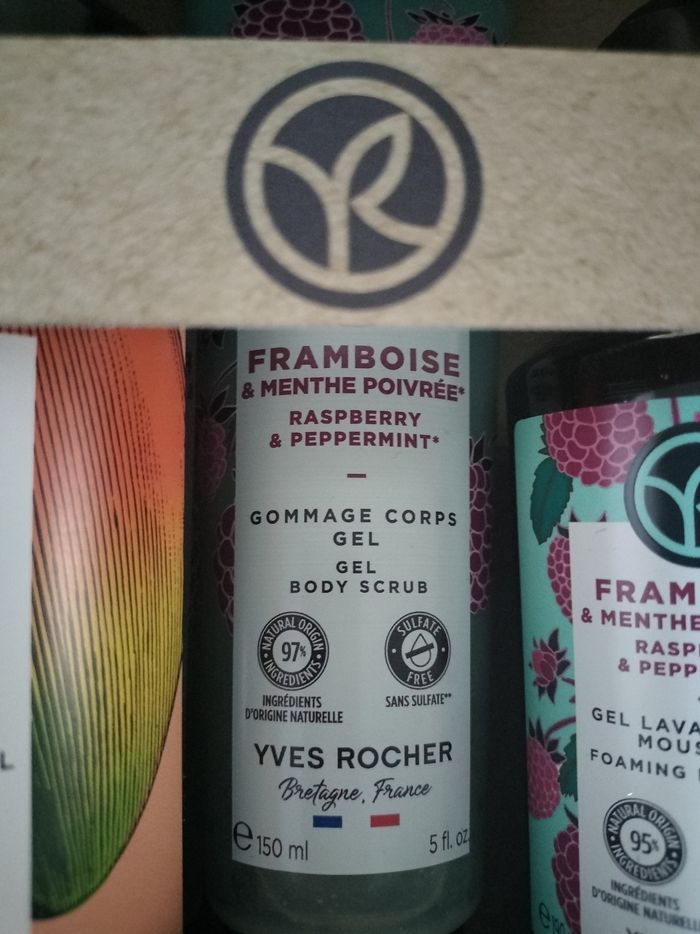 FRAMBOISE
& MENTHE POIVRÉE*
RASPBERRY
& PEPPERMINT*
GOMMAGE CORPS
GEL
GEL
BODY SCRUB
NATURAL ORIGIN
97%
INGREDIENTS
INGRÉDIENTS
D'ORIGINE NATURELLE
SULFATE
FREE
SANS SULFATE**
YVES ROCHER
Bretagne, France
e 150 ml
5 fl. oz.
L
FRAM
& MENTHE
RASP
& PEPP
GEL LAVA
MOUS
FOAMING
NATURAL ORIGIN
95%
INGREDIENTS
INGRÉDIENTS
D'ORIGINE NATURELLE